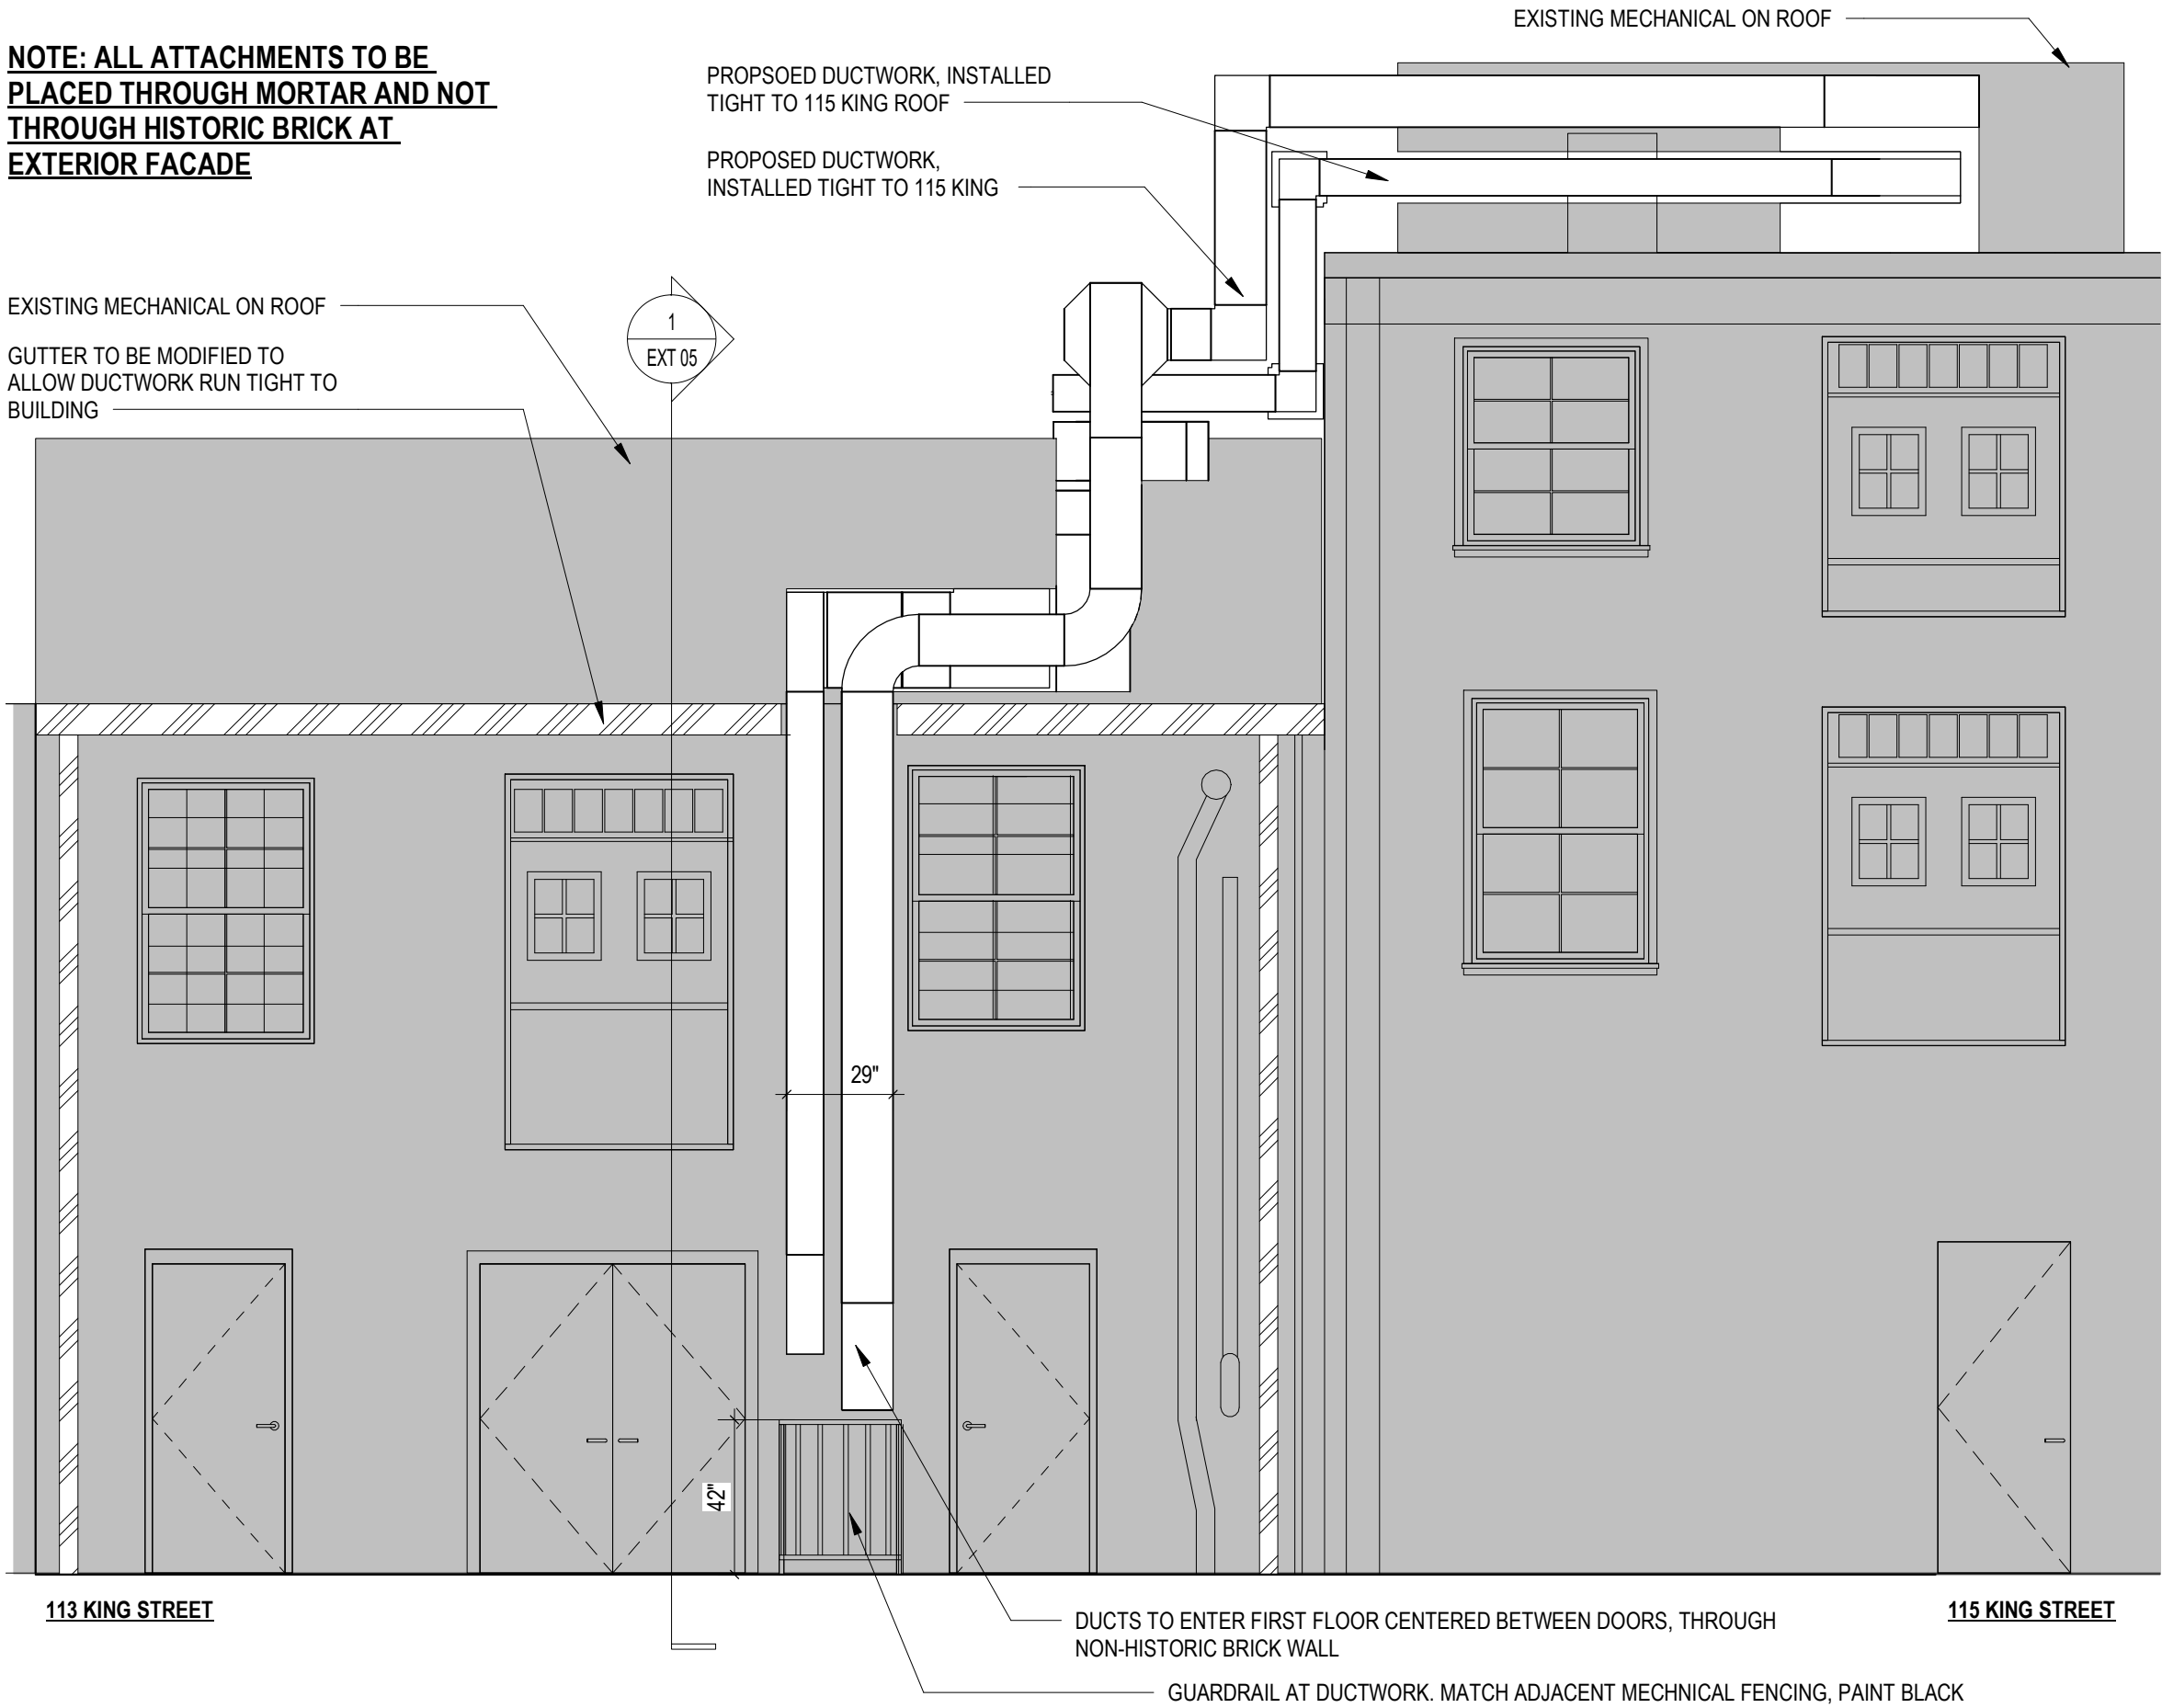 EXISTING MECHANICAL ON ROOF
NOTE: ALL ATTACHMENTS TO BE
PLACED THROUGH MORTAR AND NOT
THROUGH HISTORIC BRICK AT
EXTERIOR FACADE
PROPSOED DUCTWORK, INSTALLED
TIGHT TO 115 KING ROOF
PROPOSED DUCTWORK,
INSTALLED TIGHT TO 115 KING
EXISTING MECHANICAL ON ROOF
GUTTER TO BE MODIFIED TO
ALLOW DUCTWORK RUN TIGHT TO
BUILDING
1
EXT 05
29"
42"
113 KING STREET
115 KING STREET
DUCTS TO ENTER FIRST FLOOR CENTERED BETWEEN DOORS, THROUGH
NON-HISTORIC BRICK WALL
GUARDRAIL AT DUCTWORK. MATCH ADJACENT MECHNICAL FENCING, PAINT BLACK